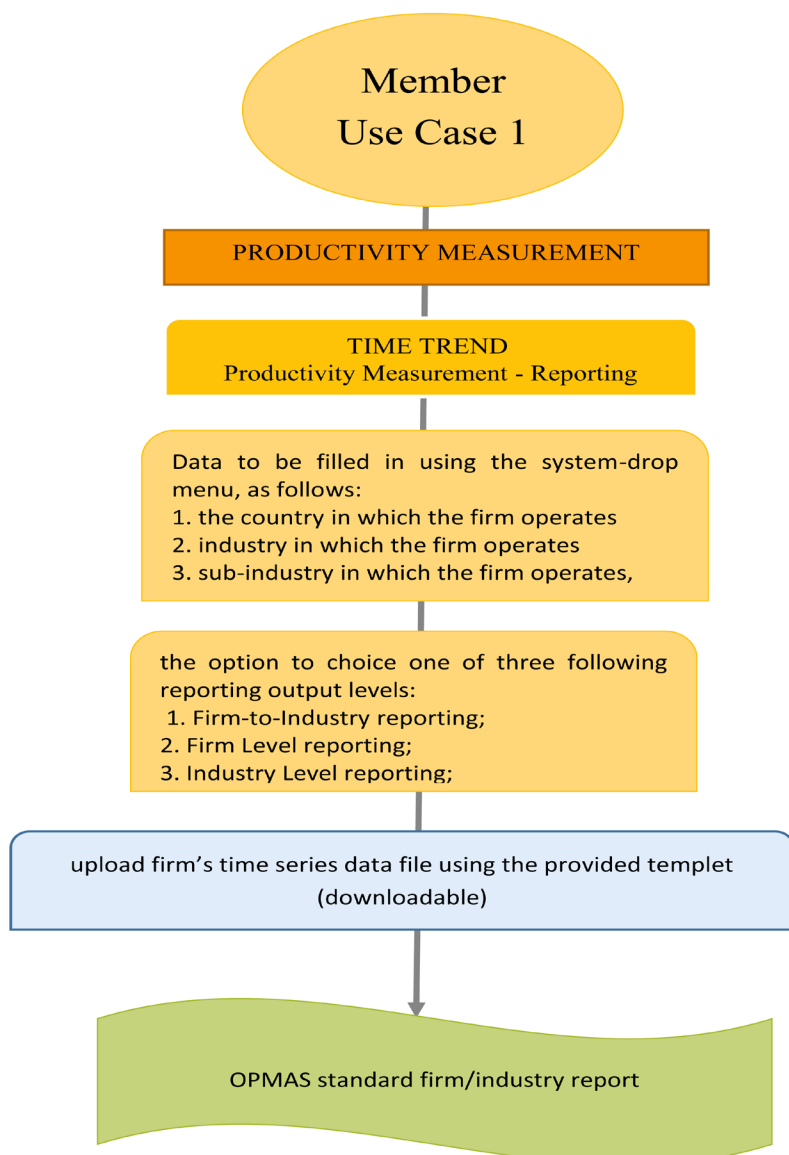 Member
Use Case 1
PRODUCTIVITY MEASUREMENT
TIME TREND
Productivity Measurement - Reporting
Data to be filled in using the system-drop
menu, as follows:
1. the country in which the firm operates
2. industry in which the firm operates
3. sub-industry in which the firm operates,
the option to choice one of three following
reporting output levels:
1. Firm-to-Industry reporting;
2. Firm Level reporting;
3. Industry Level reporting;
upload firm’s time series data file using the provided templet
(downloadable)
OPMAS standard firm/industry report